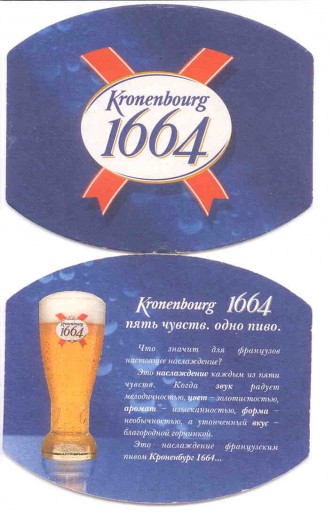 Kronenbourg
1664
Kronenbourg
1664
Kronenbourg 1664
пять чувств. одно пиво.
Что значит для французов
настоящее наслаждение?
Это наслаждение каждым из пяти
чувств. Когда звук радует
мелодичностью, цвет – золотистостью,
аромат – изысканностью, форма –
необычностью, а утонченный вкус –
благородной горчинкой.
Это наслаждение французским
пивом Кроненбург 1664...